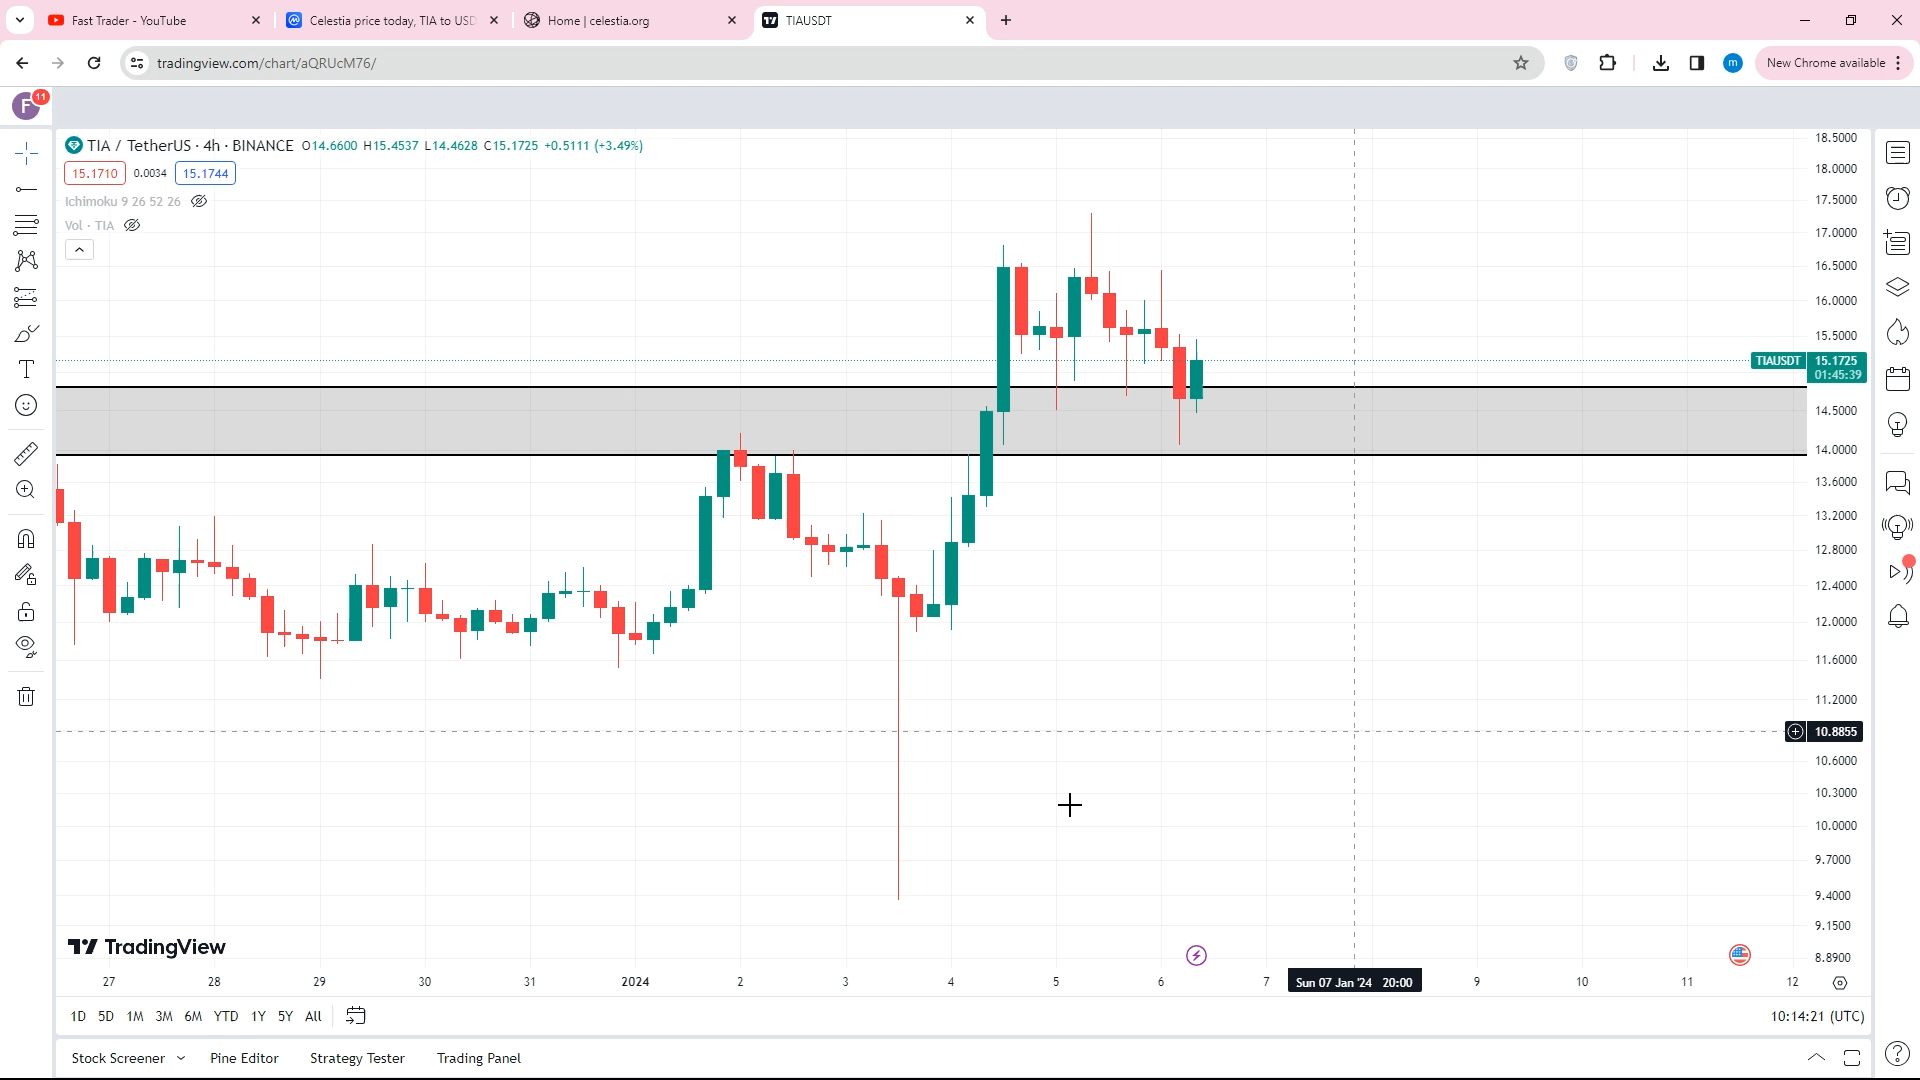 Fast Trader - YouTube
Celestia price today, TIA to USD
Home | celestia.org
TIAUSDT
tradingview.com/chart/aQRUcM76/
m
New Chrome available
F
11
TIA / TetherUS · 4h · BINANCE O14.6600 H15.4537 L14.4628 C15.1725 +0.5111 (+3.49%)
15.1710 0.0034 15.1744
Ichimoku 9 26 52 26
Vol · TIA
18.5000
18.0000
17.5000
17.0000
16.5000
16.0000
15.5000
TIAUSDT 15.1725
01:45:39
14.5000
14.0000
13.6000
13.2000
12.8000
12.4000
12.0000
11.6000
11.2000
10.8855
10.6000
10.3000
10.0000
9.7000
9.4000
9.1500
8.8900
TradingView
27 28 29 30 31 2024 2 3 4 5 6 7 Sun 07 Jan '24 20:00 9 10 11 12
1D 5D 1M 3M 6M YTD 1Y 5Y All
10:14:21 (UTC)
Stock Screener Pine Editor Strategy Tester Trading Panel